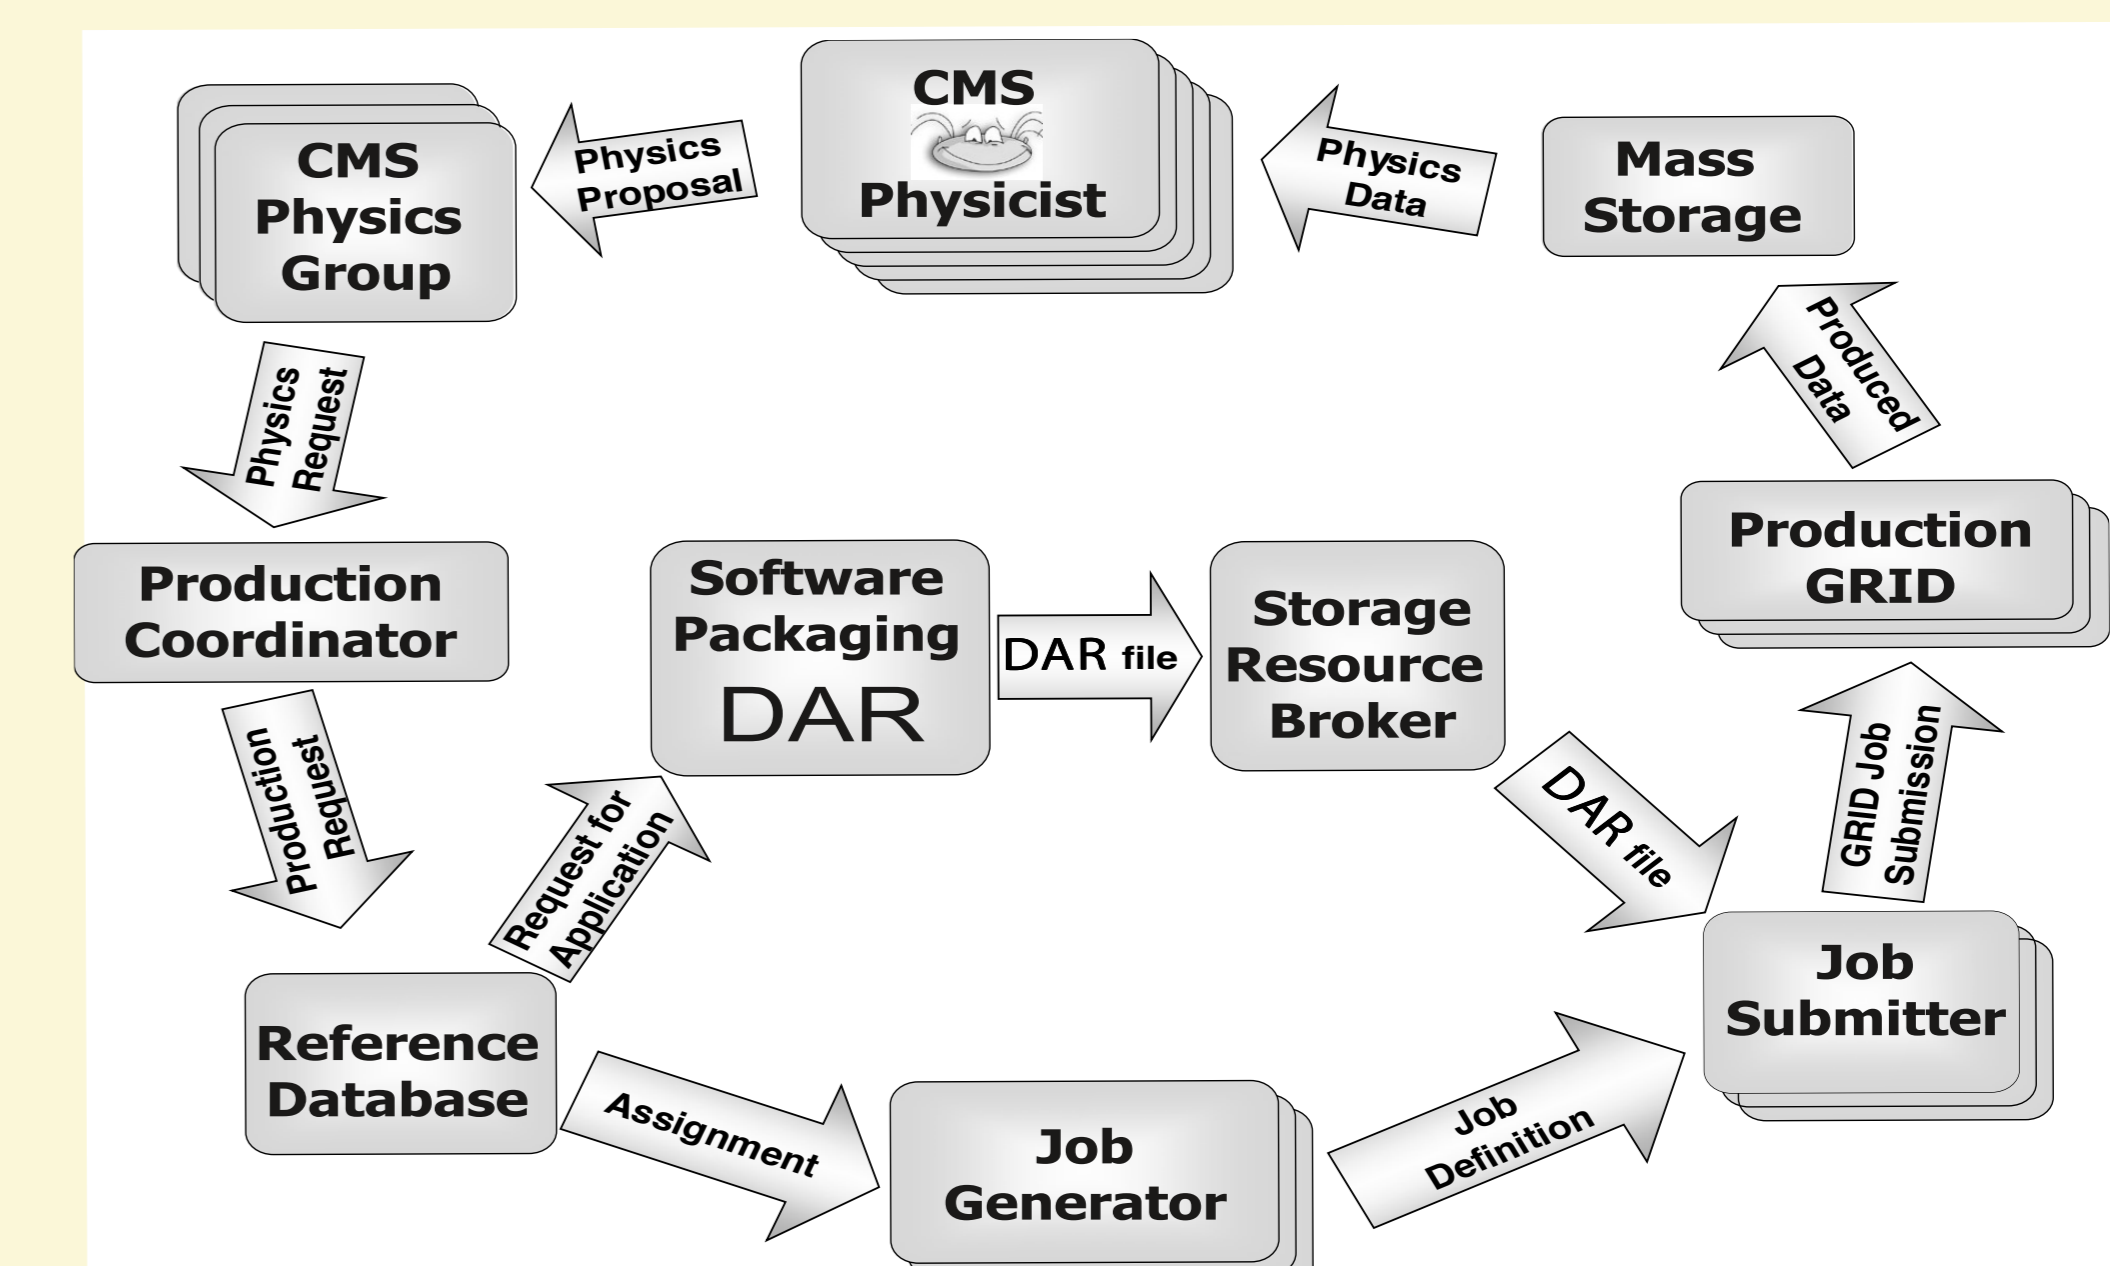 CMS
Physicist
Physics
Proposal
CMS
Physics
Group
Physics
Request
Production
Coordinator
Production
Request
Reference
Database
Request for
Application
Software
Packaging
DAR
DAR file
Storage
Resource
Broker
DAR file
Assignment
Job
Generator
Job
Definition
Job
Submitter
GRID Job
Submission
Production
GRID
Produced
Data
Mass
Storage
Physics
Data